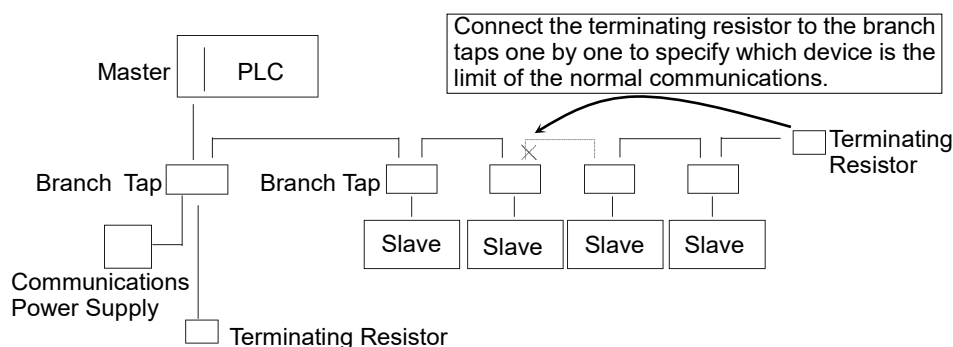 Connect the terminating resistor to the branch
taps one by one to specify which device is the
limit of the normal communications.
Master
PLC
Terminating
Resistor
Branch Tap
Branch Tap
Slave
Slave
Slave
Slave
Communications
Power Supply
Terminating Resistor